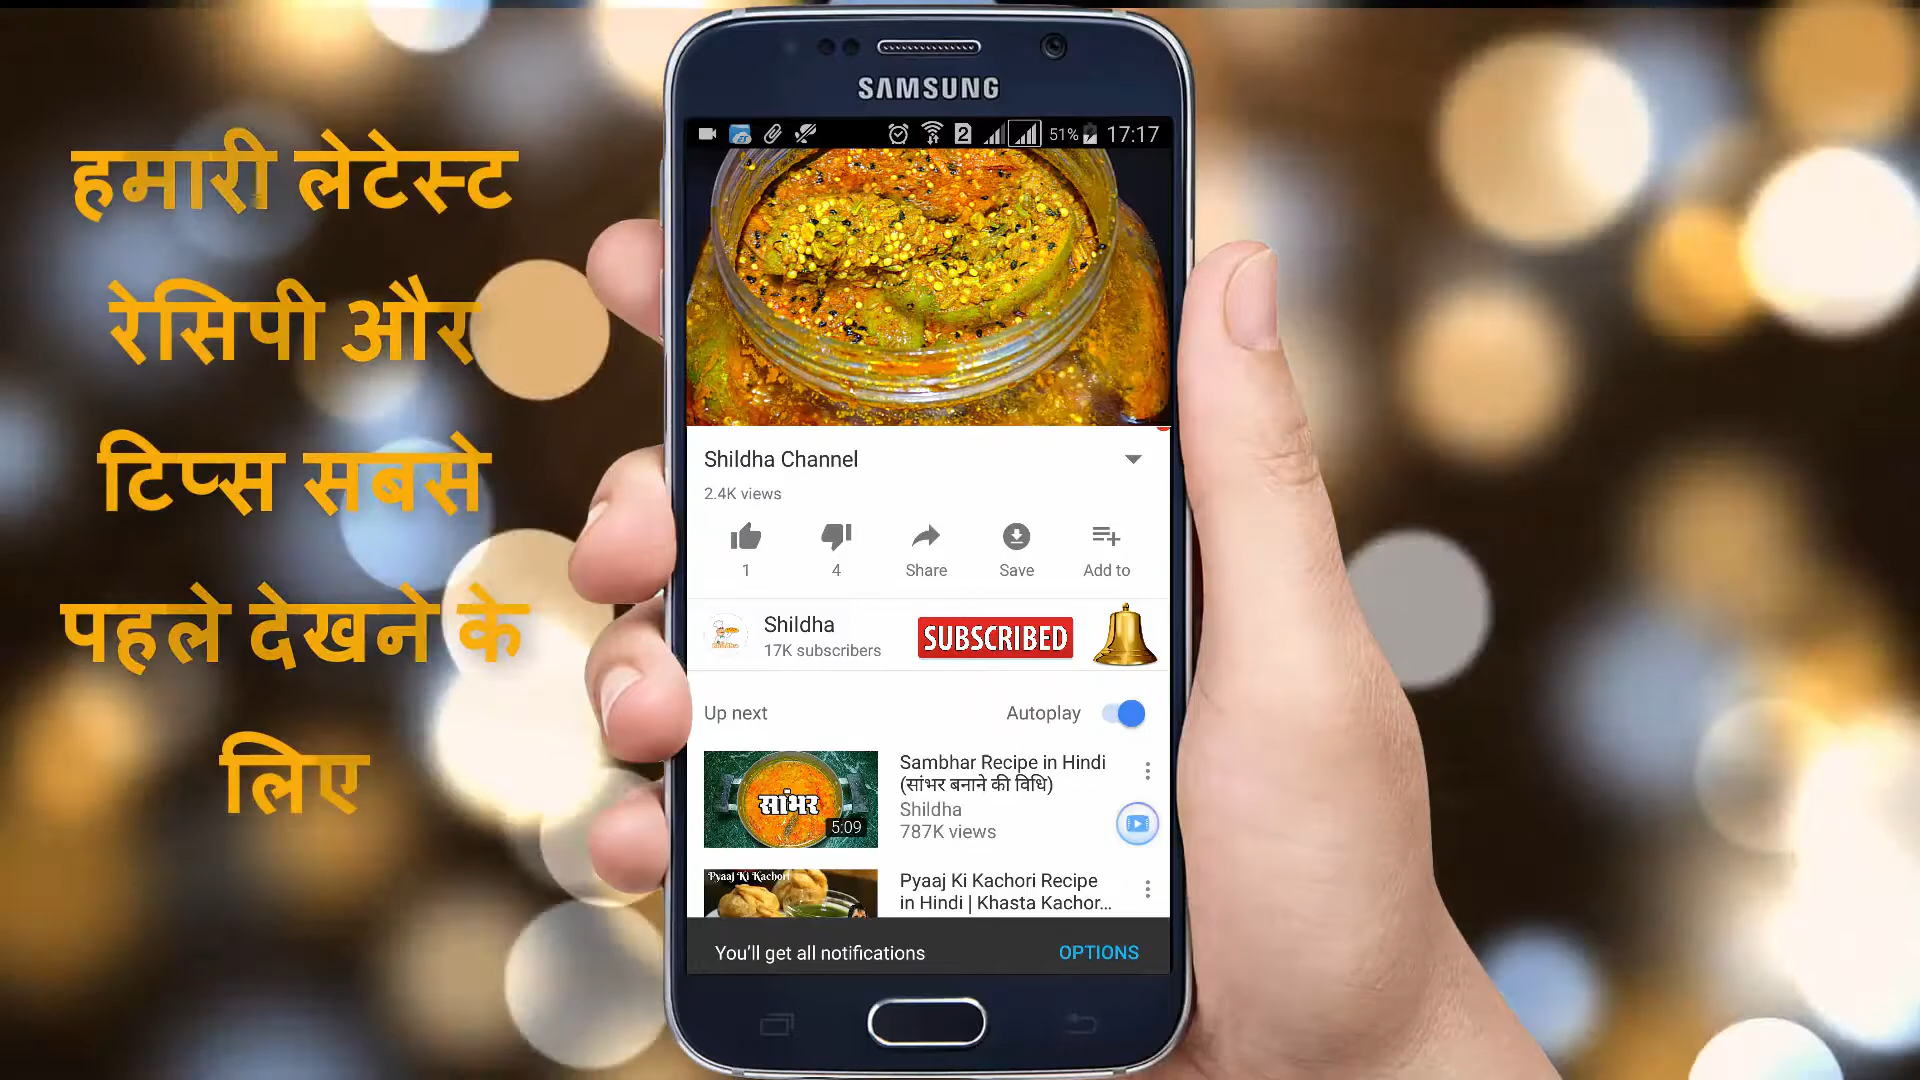 हमारी लेटेस्ट
रेसिपी और
टिप्स सबसे
पहले देखने के
लिए
SAMSUNG
2 51% 17:17
Shildha Channel
2.4K views
1 4 Share Save Add to
Shildha
17K subscribers
SUBSCRIBED
Up next Autoplay
सांभर
5:09
Sambhar Recipe in Hindi
(सांभर बनाने की विधि)
Shildha
787K views
Pyaaj Ki Kachori
Pyaaj Ki Kachori Recipe
in Hindi | Khasta Kachor...
You'll get all notifications OPTIONS